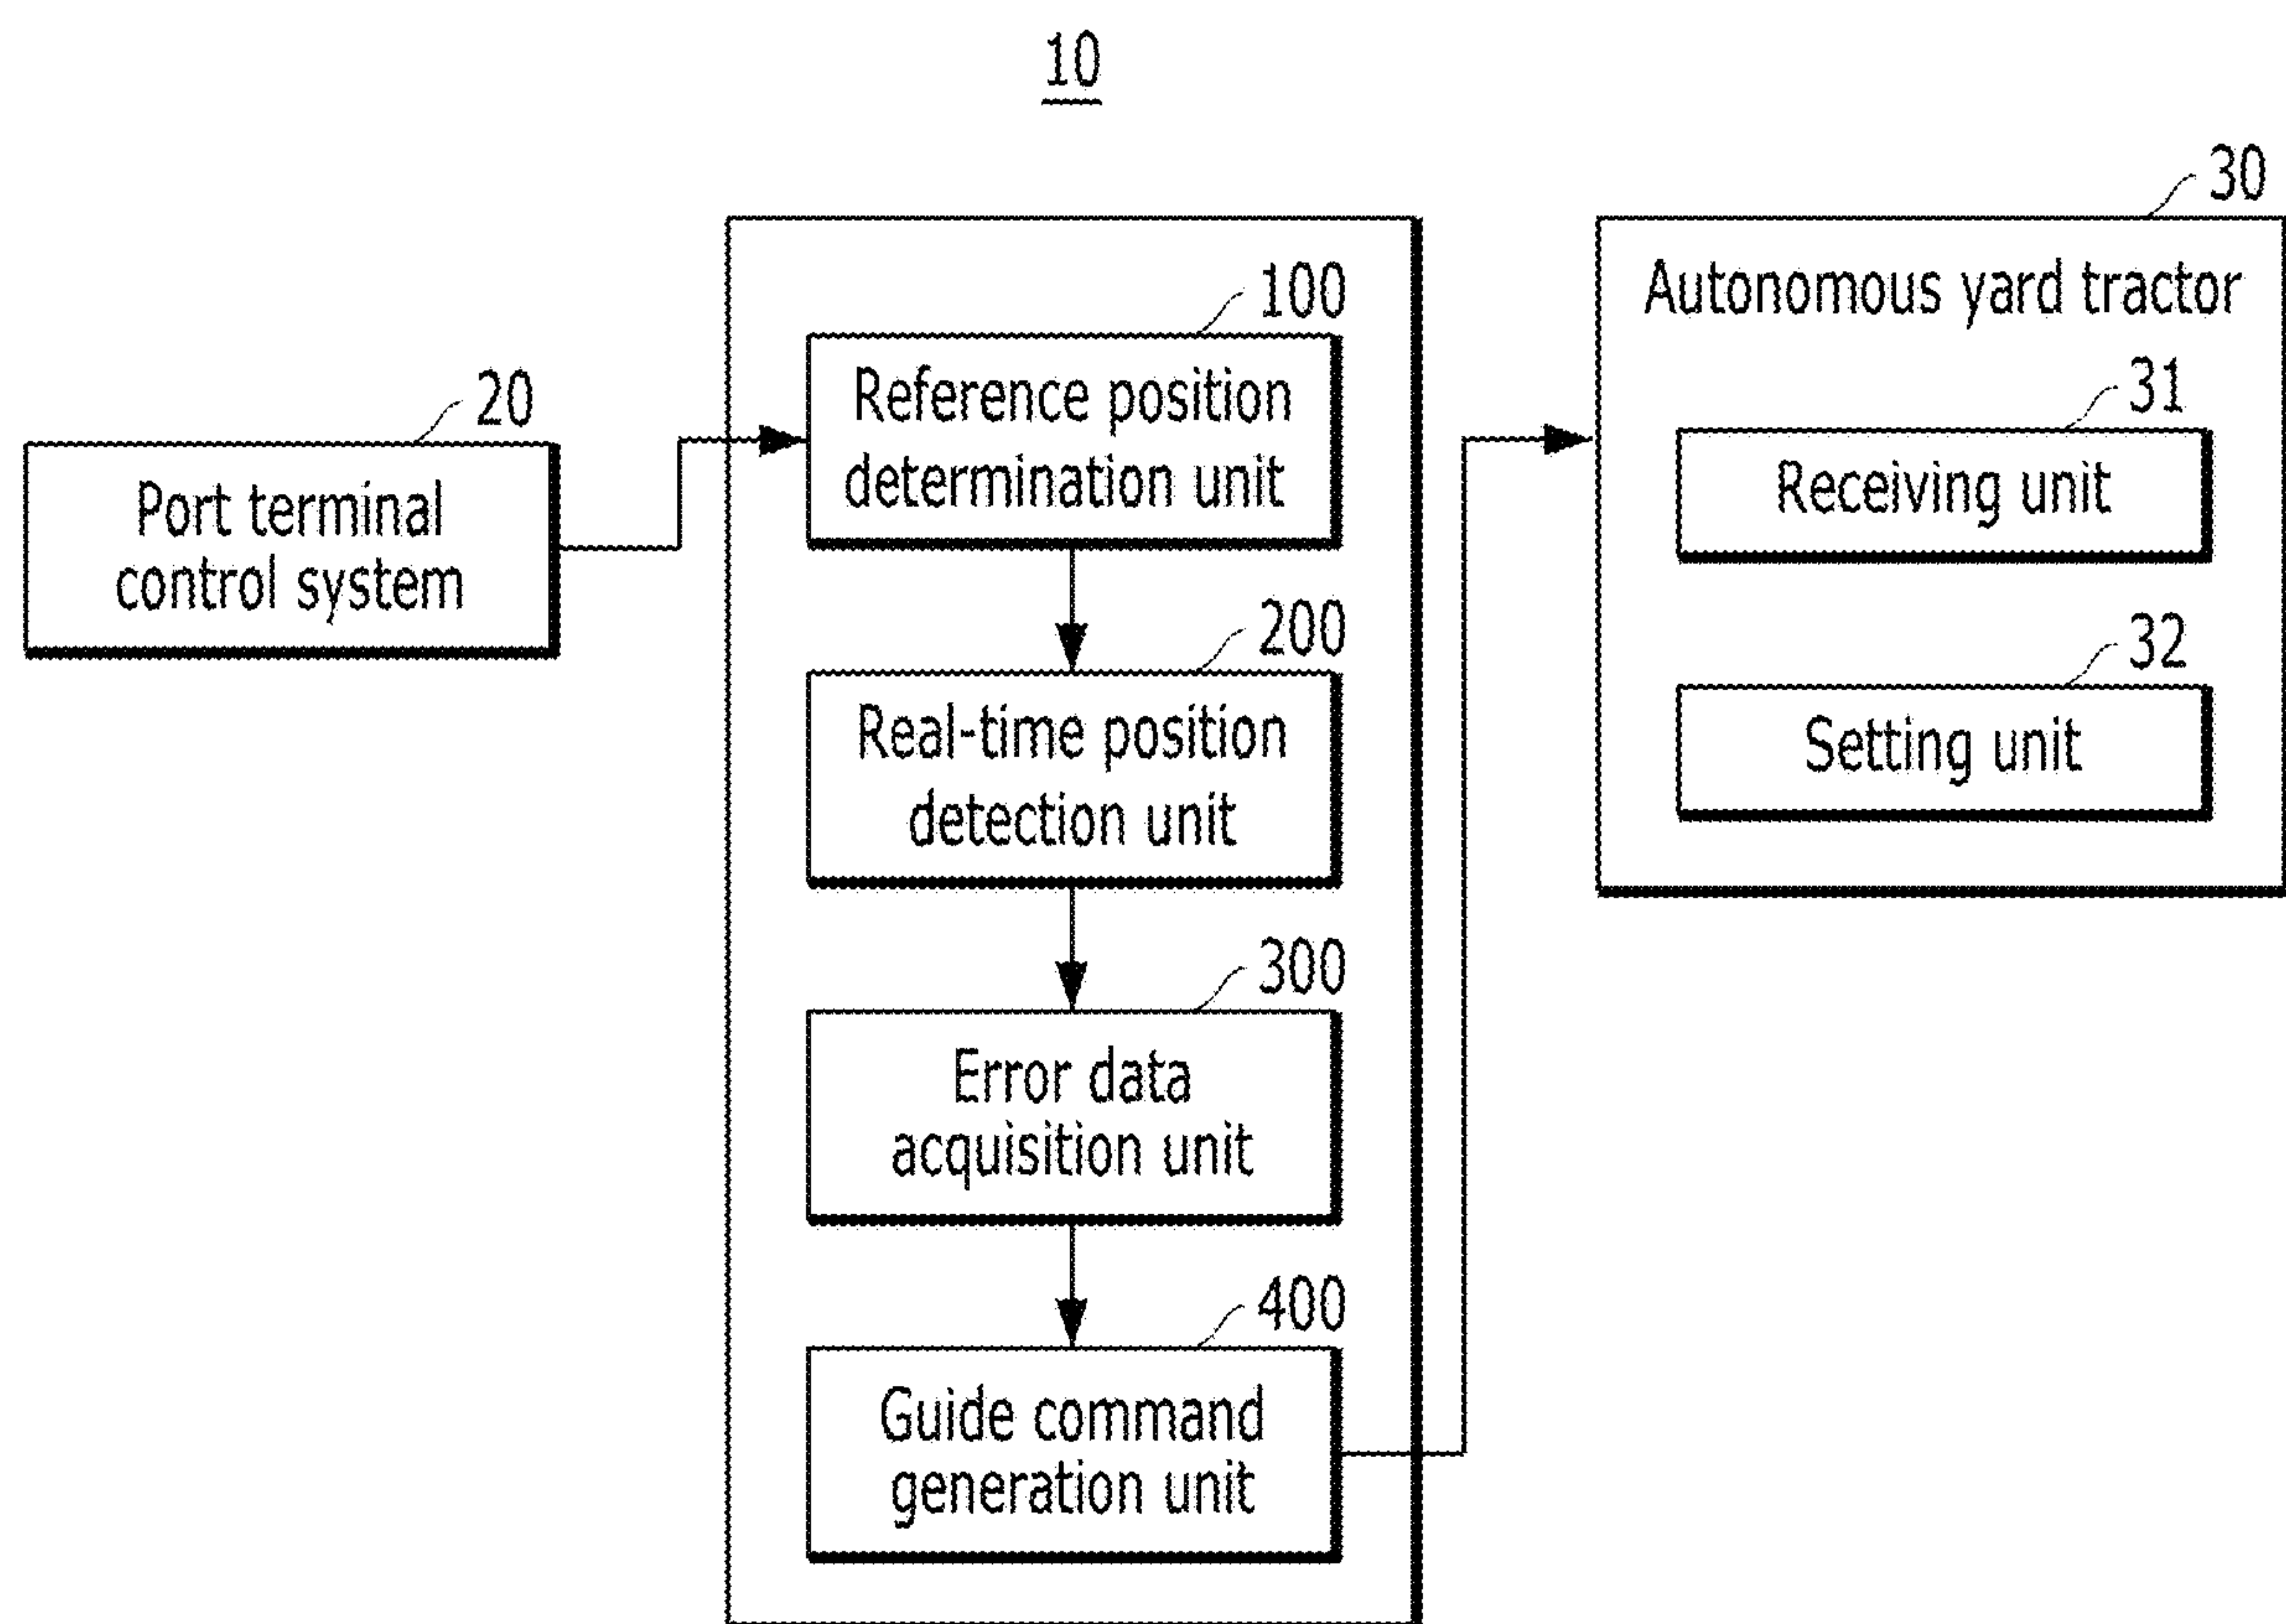 10
20
Port terminal
control system
100
Reference position
determination unit
200
Real-time position
detection unit
300
Error data
acquisition unit
400
Guide command
generation unit
30
Autonomous yard tractor
31
Receiving unit
32
Setting unit